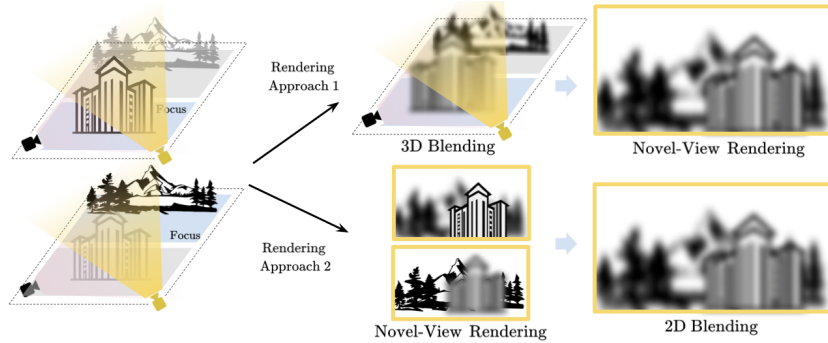 Focus
Rendering
Approach 1
3D Blending
Novel-View Rendering
Focus
Rendering
Approach 2
Novel-View Rendering
2D Blending